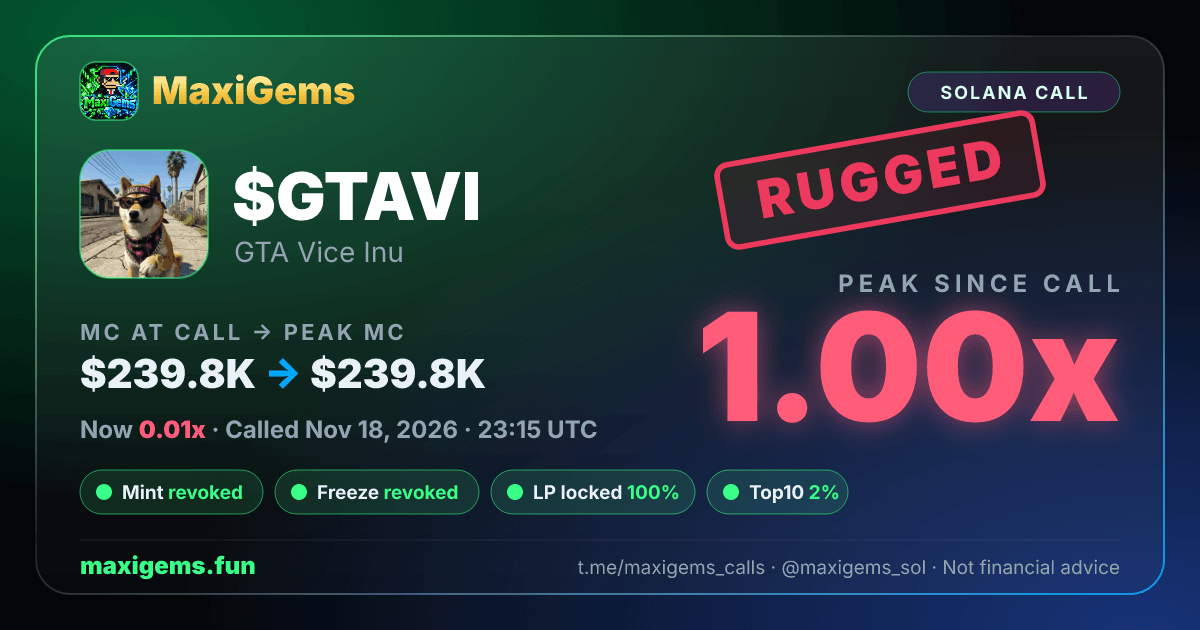 MaxiGems
SOLANA CALL
RUGGED
$GTAVI
GTA Vice Inu
PEAK SINCE CALL
1.00x
MC AT CALL → PEAK MC
$239.8K → $239.8K
Now 0.01x · Called Nov 18, 2026 · 23:15 UTC
Mint revoked
Freeze revoked
LP locked 100%
Top10 2%
maxigems.fun
t.me/maxigems_calls · @maxigems_sol · Not financial advice